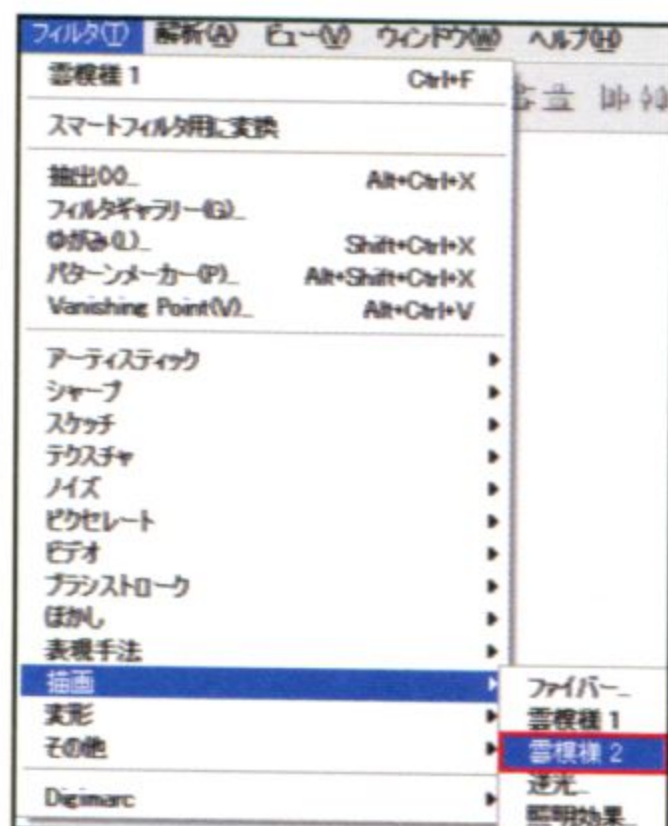 フィルタ(T) 解析(A) ビュー(V) ウィンドウ(W) ヘルプ(H)
雲模様 1 Ctrl+F
スマートフィルタ用に変換
抽出(X)... Alt+Ctrl+X
フィルタギャラリー(G)...
ゆがみ(L)... Shift+Ctrl+X
パターンメーカー(P)... Alt+Shift+Ctrl+X
Vanishing Point(V)... Alt+Ctrl+V
アーティスティック
シャープ
スケッチ
テクスチャ
ノイズ
ピクセレート
ビデオ
ブラシストローク
ぼかし
表現手法
描画
ファイバー...
変形
雲模様 1
その他
雲模様 2
逆光...
Digimarc
照明効果...